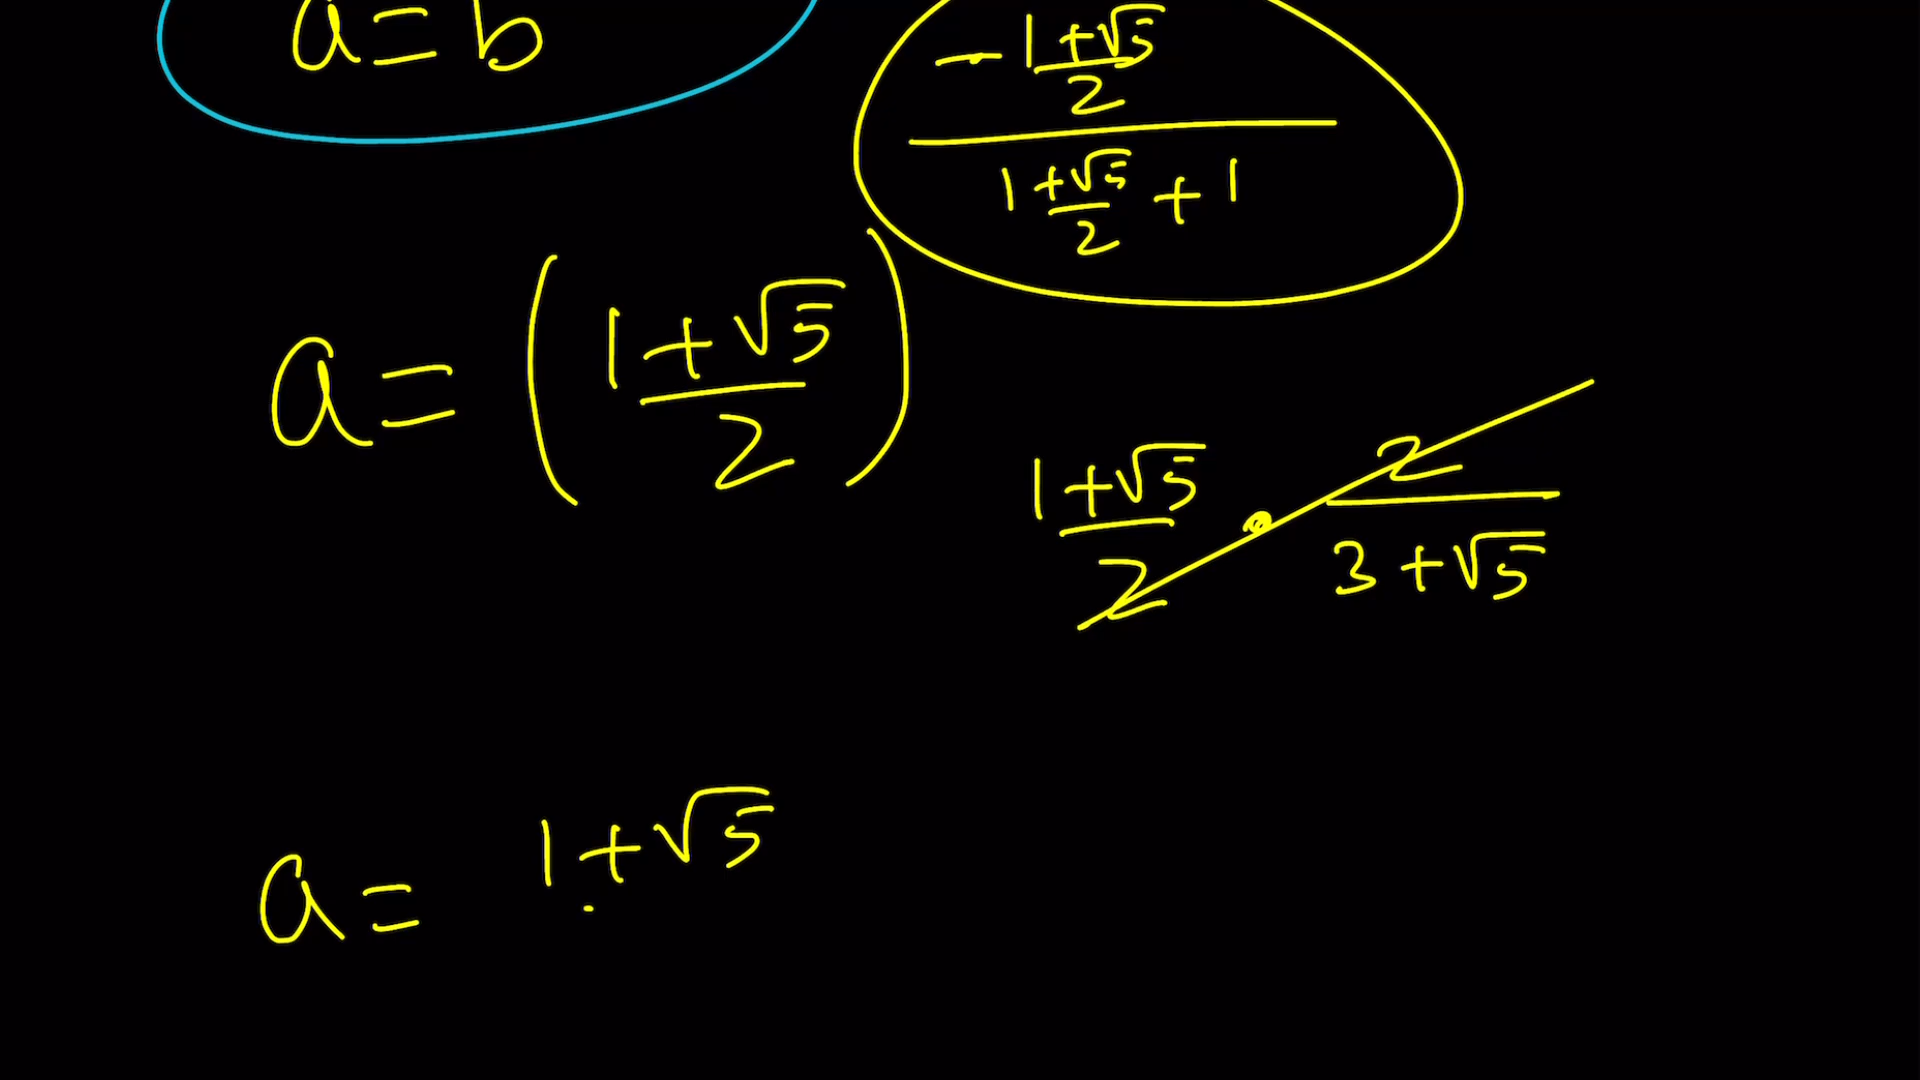 a = b
- (1+√5)/2
(1+√5)/2 + 1
a = ((1+√5)/2)
(1+√5)/2 · 2/(3+√5)
a = 1+√5